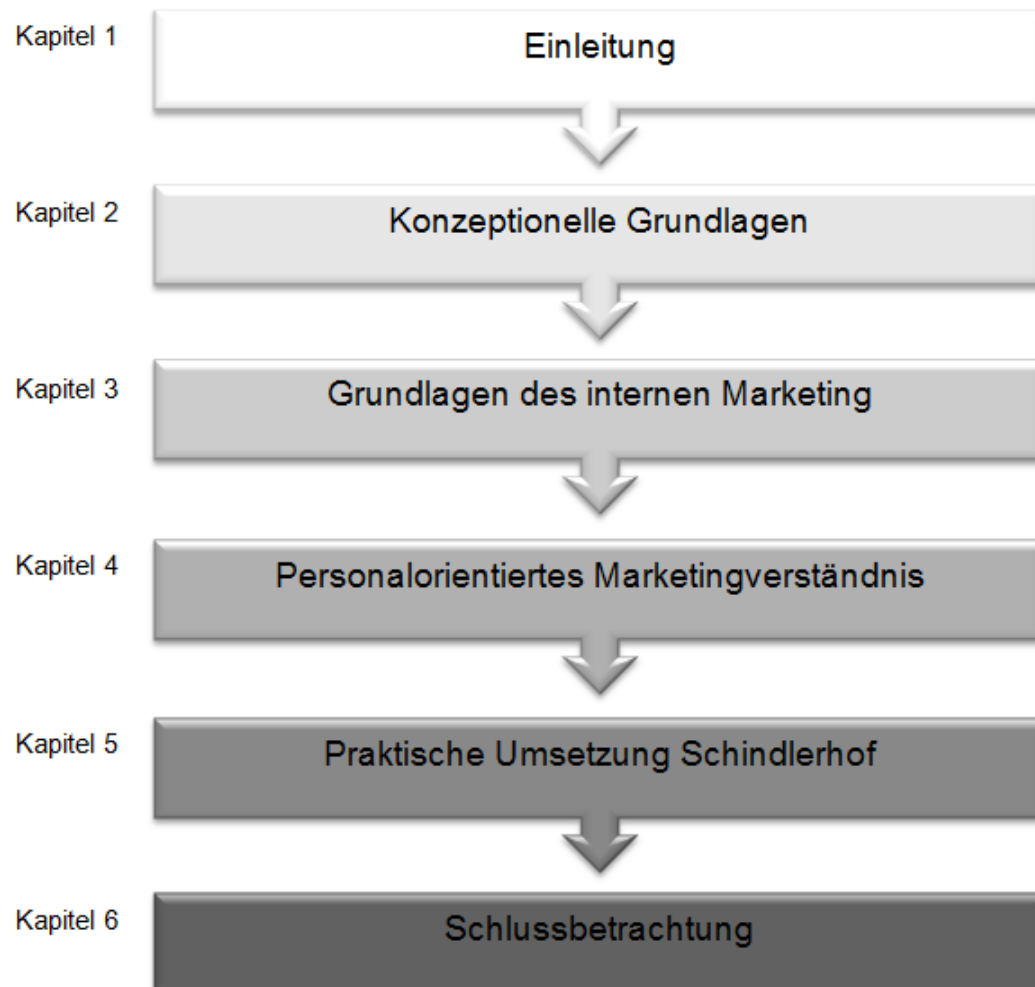 Kapitel 1
Einleitung
Kapitel 2
Konzeptionelle Grundlagen
Kapitel 3
Grundlagen des internen Marketing
Kapitel 4
Personalorientiertes Marketingverständnis
Kapitel 5
Praktische Umsetzung Schindlerhof
Kapitel 6
Schlussbetrachtung